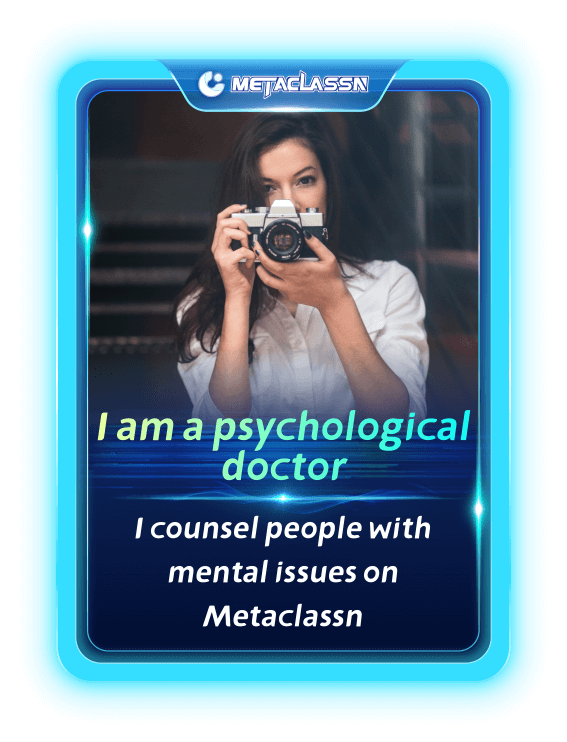 METACLASSN
I am a psychological
doctor
I counsel people with
mental issues on
Metaclassn